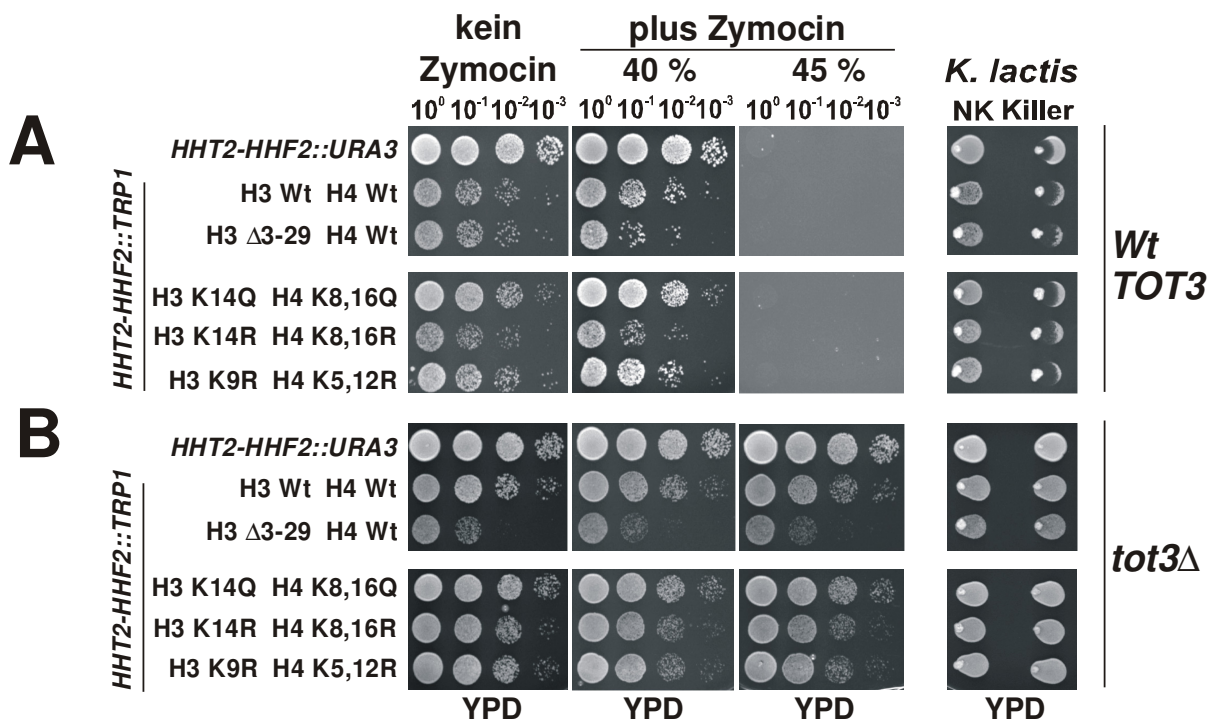 kein plus Zymocin
Zymocin 40 % 45 % K. lactis
10⁰ 10⁻¹ 10⁻² 10⁻³ 10⁰ 10⁻¹ 10⁻² 10⁻³ 10⁰ 10⁻¹ 10⁻² 10⁻³ NK Killer
A
HHT2-HHF2::URA3
HHT2-HHF2::TRP1
H3 Wt H4 Wt
H3 Δ3-29 H4 Wt
H3 K14Q H4 K8,16Q
H3 K14R H4 K8,16R
H3 K9R H4 K5,12R
Wt
TOT3
B
HHT2-HHF2::URA3
HHT2-HHF2::TRP1
H3 Wt H4 Wt
H3 Δ3-29 H4 Wt
H3 K14Q H4 K8,16Q
H3 K14R H4 K8,16R
H3 K9R H4 K5,12R
tot3Δ
YPD YPD YPD YPD